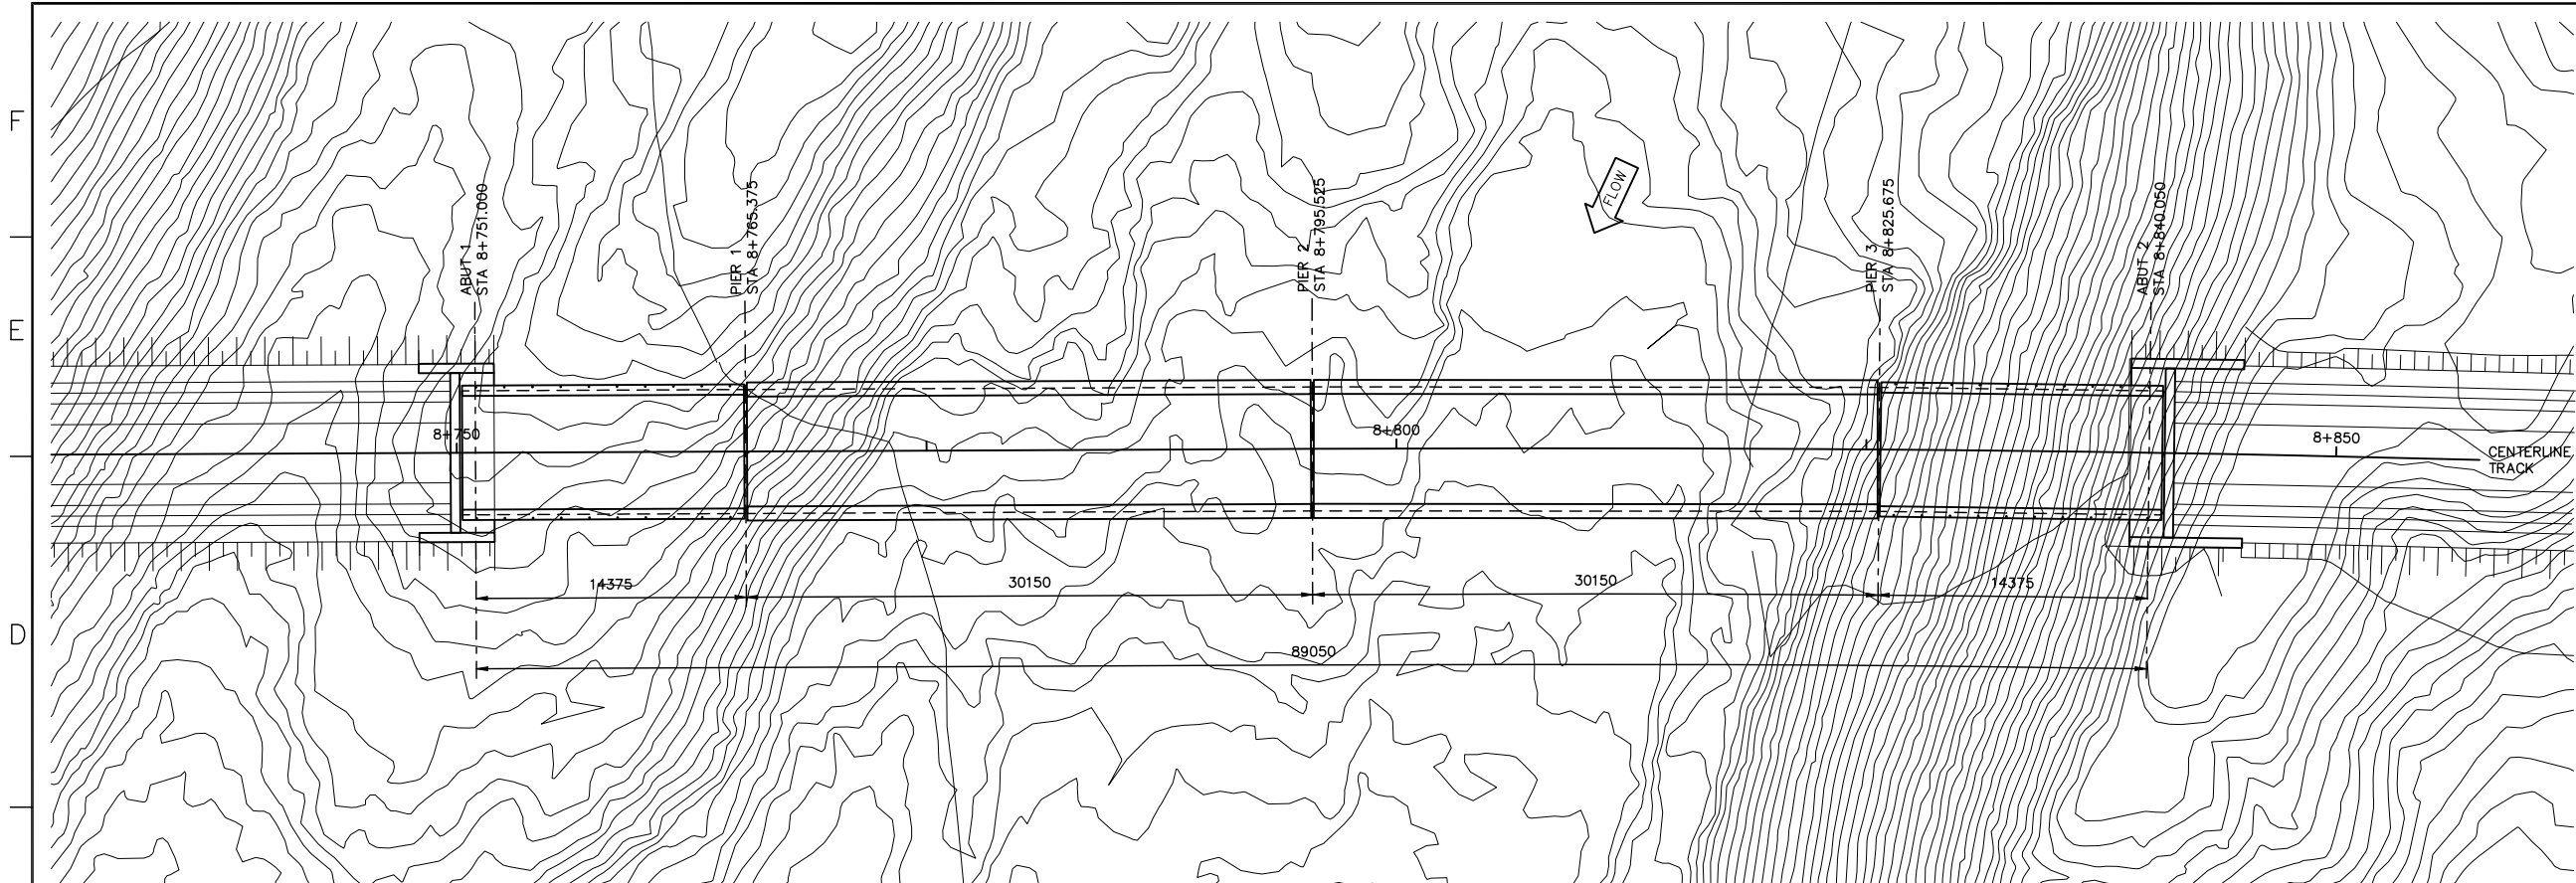 F
E
D
ABUT 1
STA 8+751.000
PIER 1
STA 8+765.375
PIER 2
STA 8+795.525
FLOW
PIER 3
STA 8+825.675
ABUT 2
STA 8+840.050
8+750
8+800
8+850
CENTERLINE
TRACK
14375
30150
30150
14375
89050